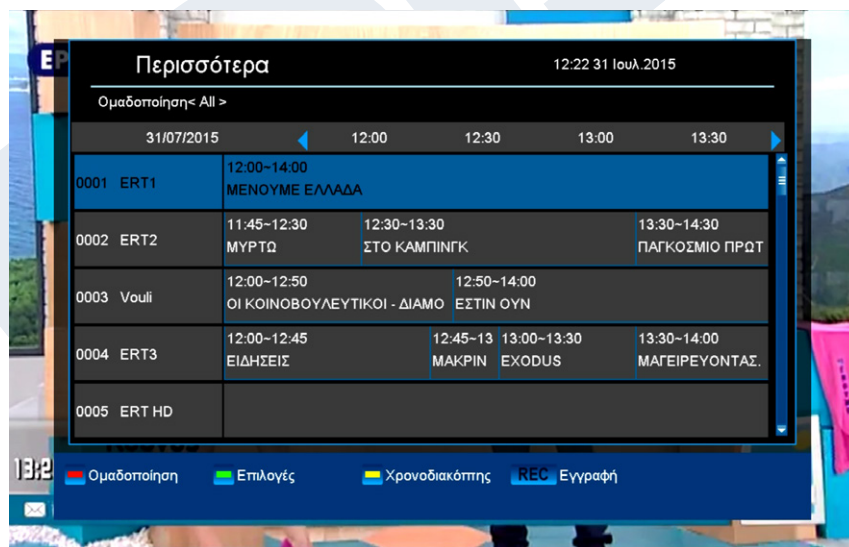 Περισσότερα
12:22 31 Ιουλ.2015
Ομαδοποίηση< All >
31/07/2015 12:00 12:30 13:00 13:30
0001 ERT1
12:00~14:00
ΜΕΝΟΥΜΕ ΕΛΛΑΔΑ
0002 ERT2
11:45~12:30 12:30~13:30 13:30~14:30
ΜΥΡΤΩ ΣΤΟ ΚΑΜΠΙΝΓΚ ΠΑΓΚΟΣΜΙΟ ΠΡΩΤ
0003 Vouli
12:00~12:50 12:50~14:00
ΟΙ ΚΟΙΝΟΒΟΥΛΕΥΤΙΚΟΙ - ΔΙΑΜΟ ΕΣΤΙΝ ΟΥΝ
0004 ERT3
12:00~12:45 12:45~13 13:00~13:30 13:30~14:00
ΕΙΔΗΣΕΙΣ ΜΑΚΡΙΝ EXODUS ΜΑΓΕΙΡΕΥΟΝΤΑΣ.
0005 ERT HD
Ομαδοποίηση Επιλογές Χρονοδιακόπτης REC Εγγραφή